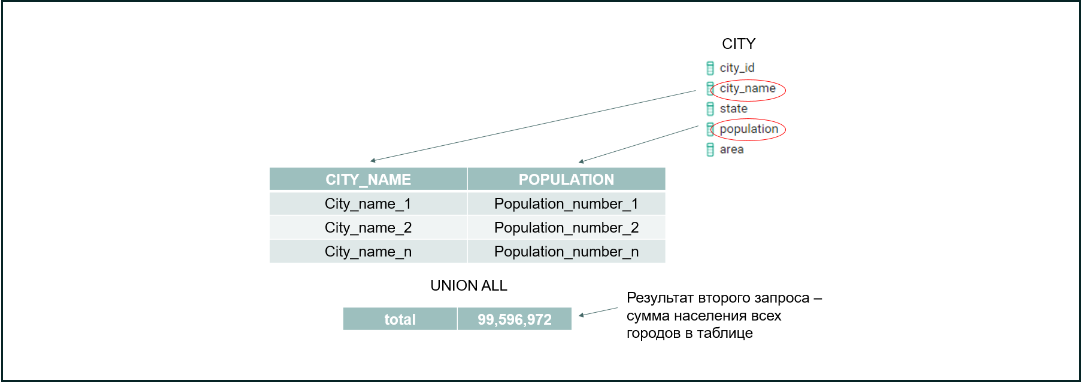 CITY
city_id
city_name
state
population
area
CITY_NAME POPULATION
City_name_1 Population_number_1
City_name_2 Population_number_2
City_name_n Population_number_n
UNION ALL
total 99,596,972
Результат второго запроса –
сумма населения всех
городов в таблице